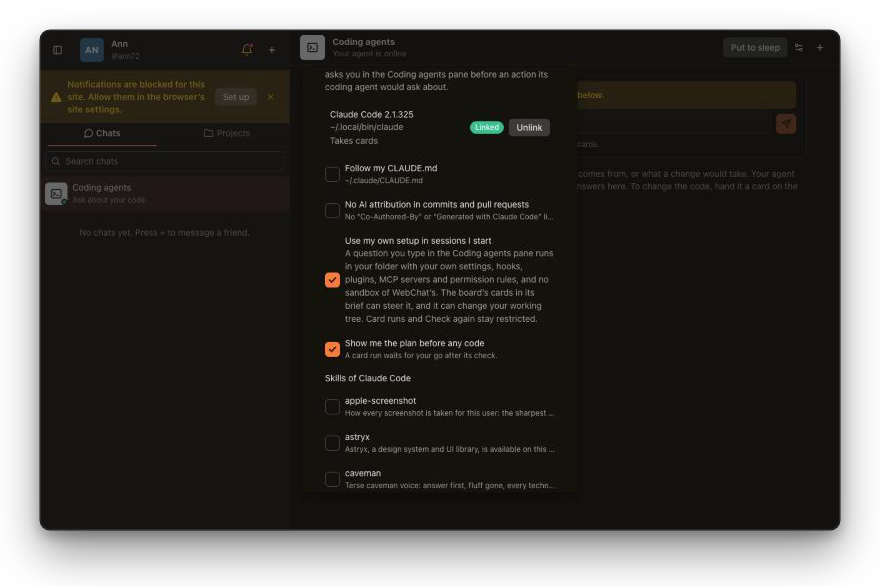 Ann
@ann72
AN
Notifications are blocked for this
site. Allow them in the browser's
site settings.
Set up
Chats
Projects
Search chats
Coding agents
Ask about your code
No chats yet. Press + to message a friend.
Coding agents
Your agent is online
Put to sleep
asks you in the Coding agents pane before an action its
coding agent would ask about.
Claude Code 2.1.325
~/.local/bin/claude
Takes cards
Linked
Unlink
Follow my CLAUDE.md
~/.claude/CLAUDE.md
No AI attribution in commits and pull requests
No "Co-Authored-By" or "Generated with Claude Code" li...
Use my own setup in sessions I start
A question you type in the Coding agents pane runs
in your folder with your own settings, hooks,
plugins, MCP servers and permission rules, and no
sandbox of WebChat's. The board's cards in its
brief can steer it, and it can change your working
tree. Card runs and Check again stay restricted.
Show me the plan before any code
A card run waits for your go after its check.
Skills of Claude Code
apple-screenshot
How every screenshot is taken for this user: the sharpest ...
astryx
Astryx, a design system and UI library, is available on this ...
caveman
Terse caveman voice: answer first, fluff gone, every techn...
below.
cards.
comes from, or what a change would take. Your agent
nswers here. To change the code, hand it a card on the